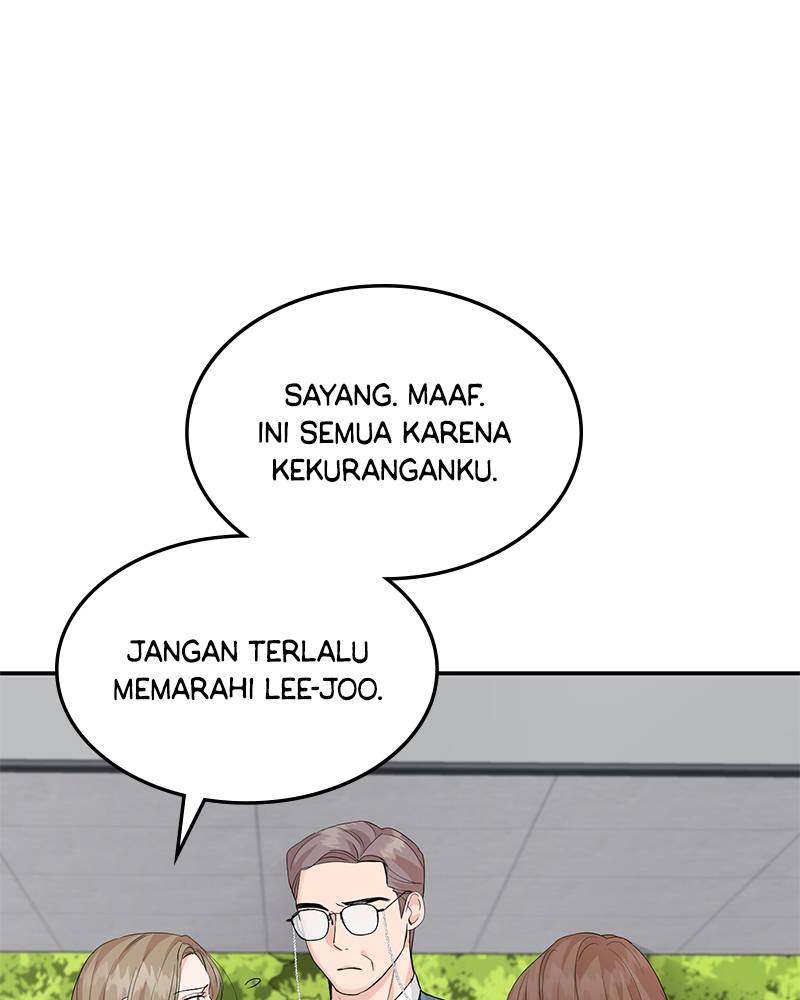 SAYANG. MAAF.
INI SEMUA KARENA
KEKURANGANKU.
JANGAN TERLALU
MEMARAHI LEE-JOO.